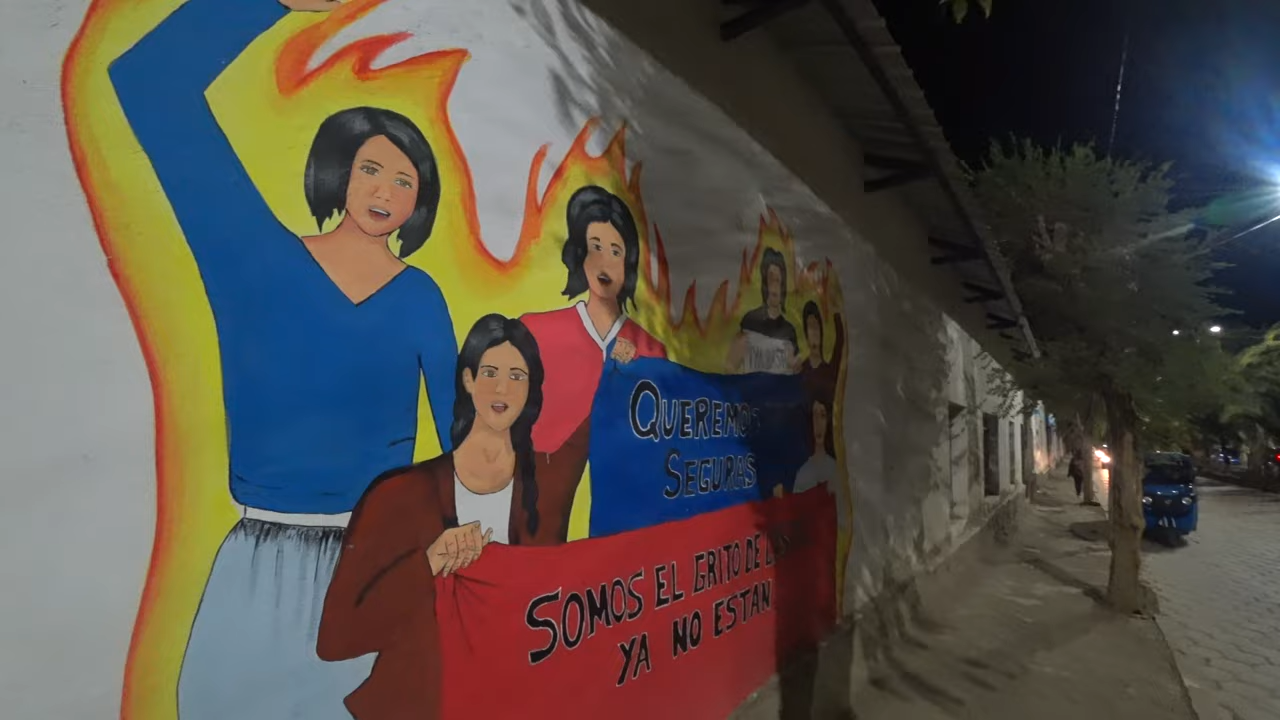 QUEREMOS
SEGURAS
SOMOS EL GRITO DE
YA NO ESTAN